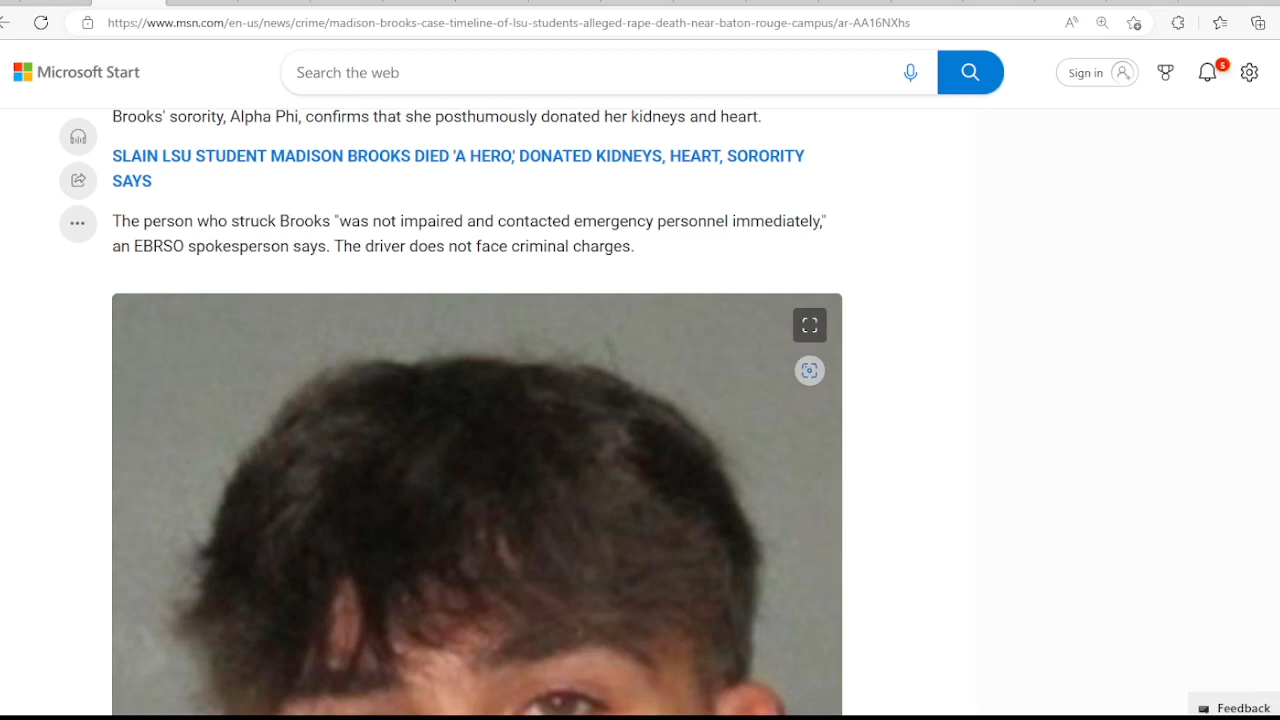 https://www.msn.com/en-us/news/crime/madison-brooks-case-timeline-of-lsu-students-alleged-rape-death-near-baton-rouge-campus/ar-AA16NXhs
Microsoft Start
Search the web
Sign in
5
Brooks' sorority, Alpha Phi, confirms that she posthumously donated her kidneys and heart.
SLAIN LSU STUDENT MADISON BROOKS DIED 'A HERO,' DONATED KIDNEYS, HEART, SORORITY
SAYS
The person who struck Brooks "was not impaired and contacted emergency personnel immediately,"
an EBRSO spokesperson says. The driver does not face criminal charges.
Feedback